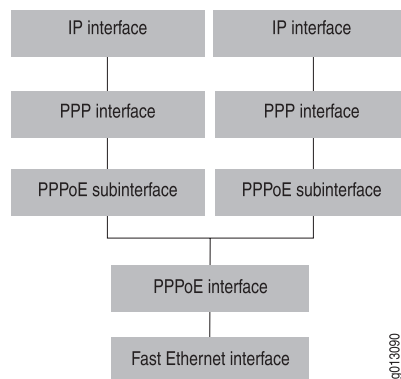 IP interface
IP interface
PPP interface
PPP interface
PPPoE subinterface
PPPoE subinterface
PPPoE interface
Fast Ethernet interface
g013090